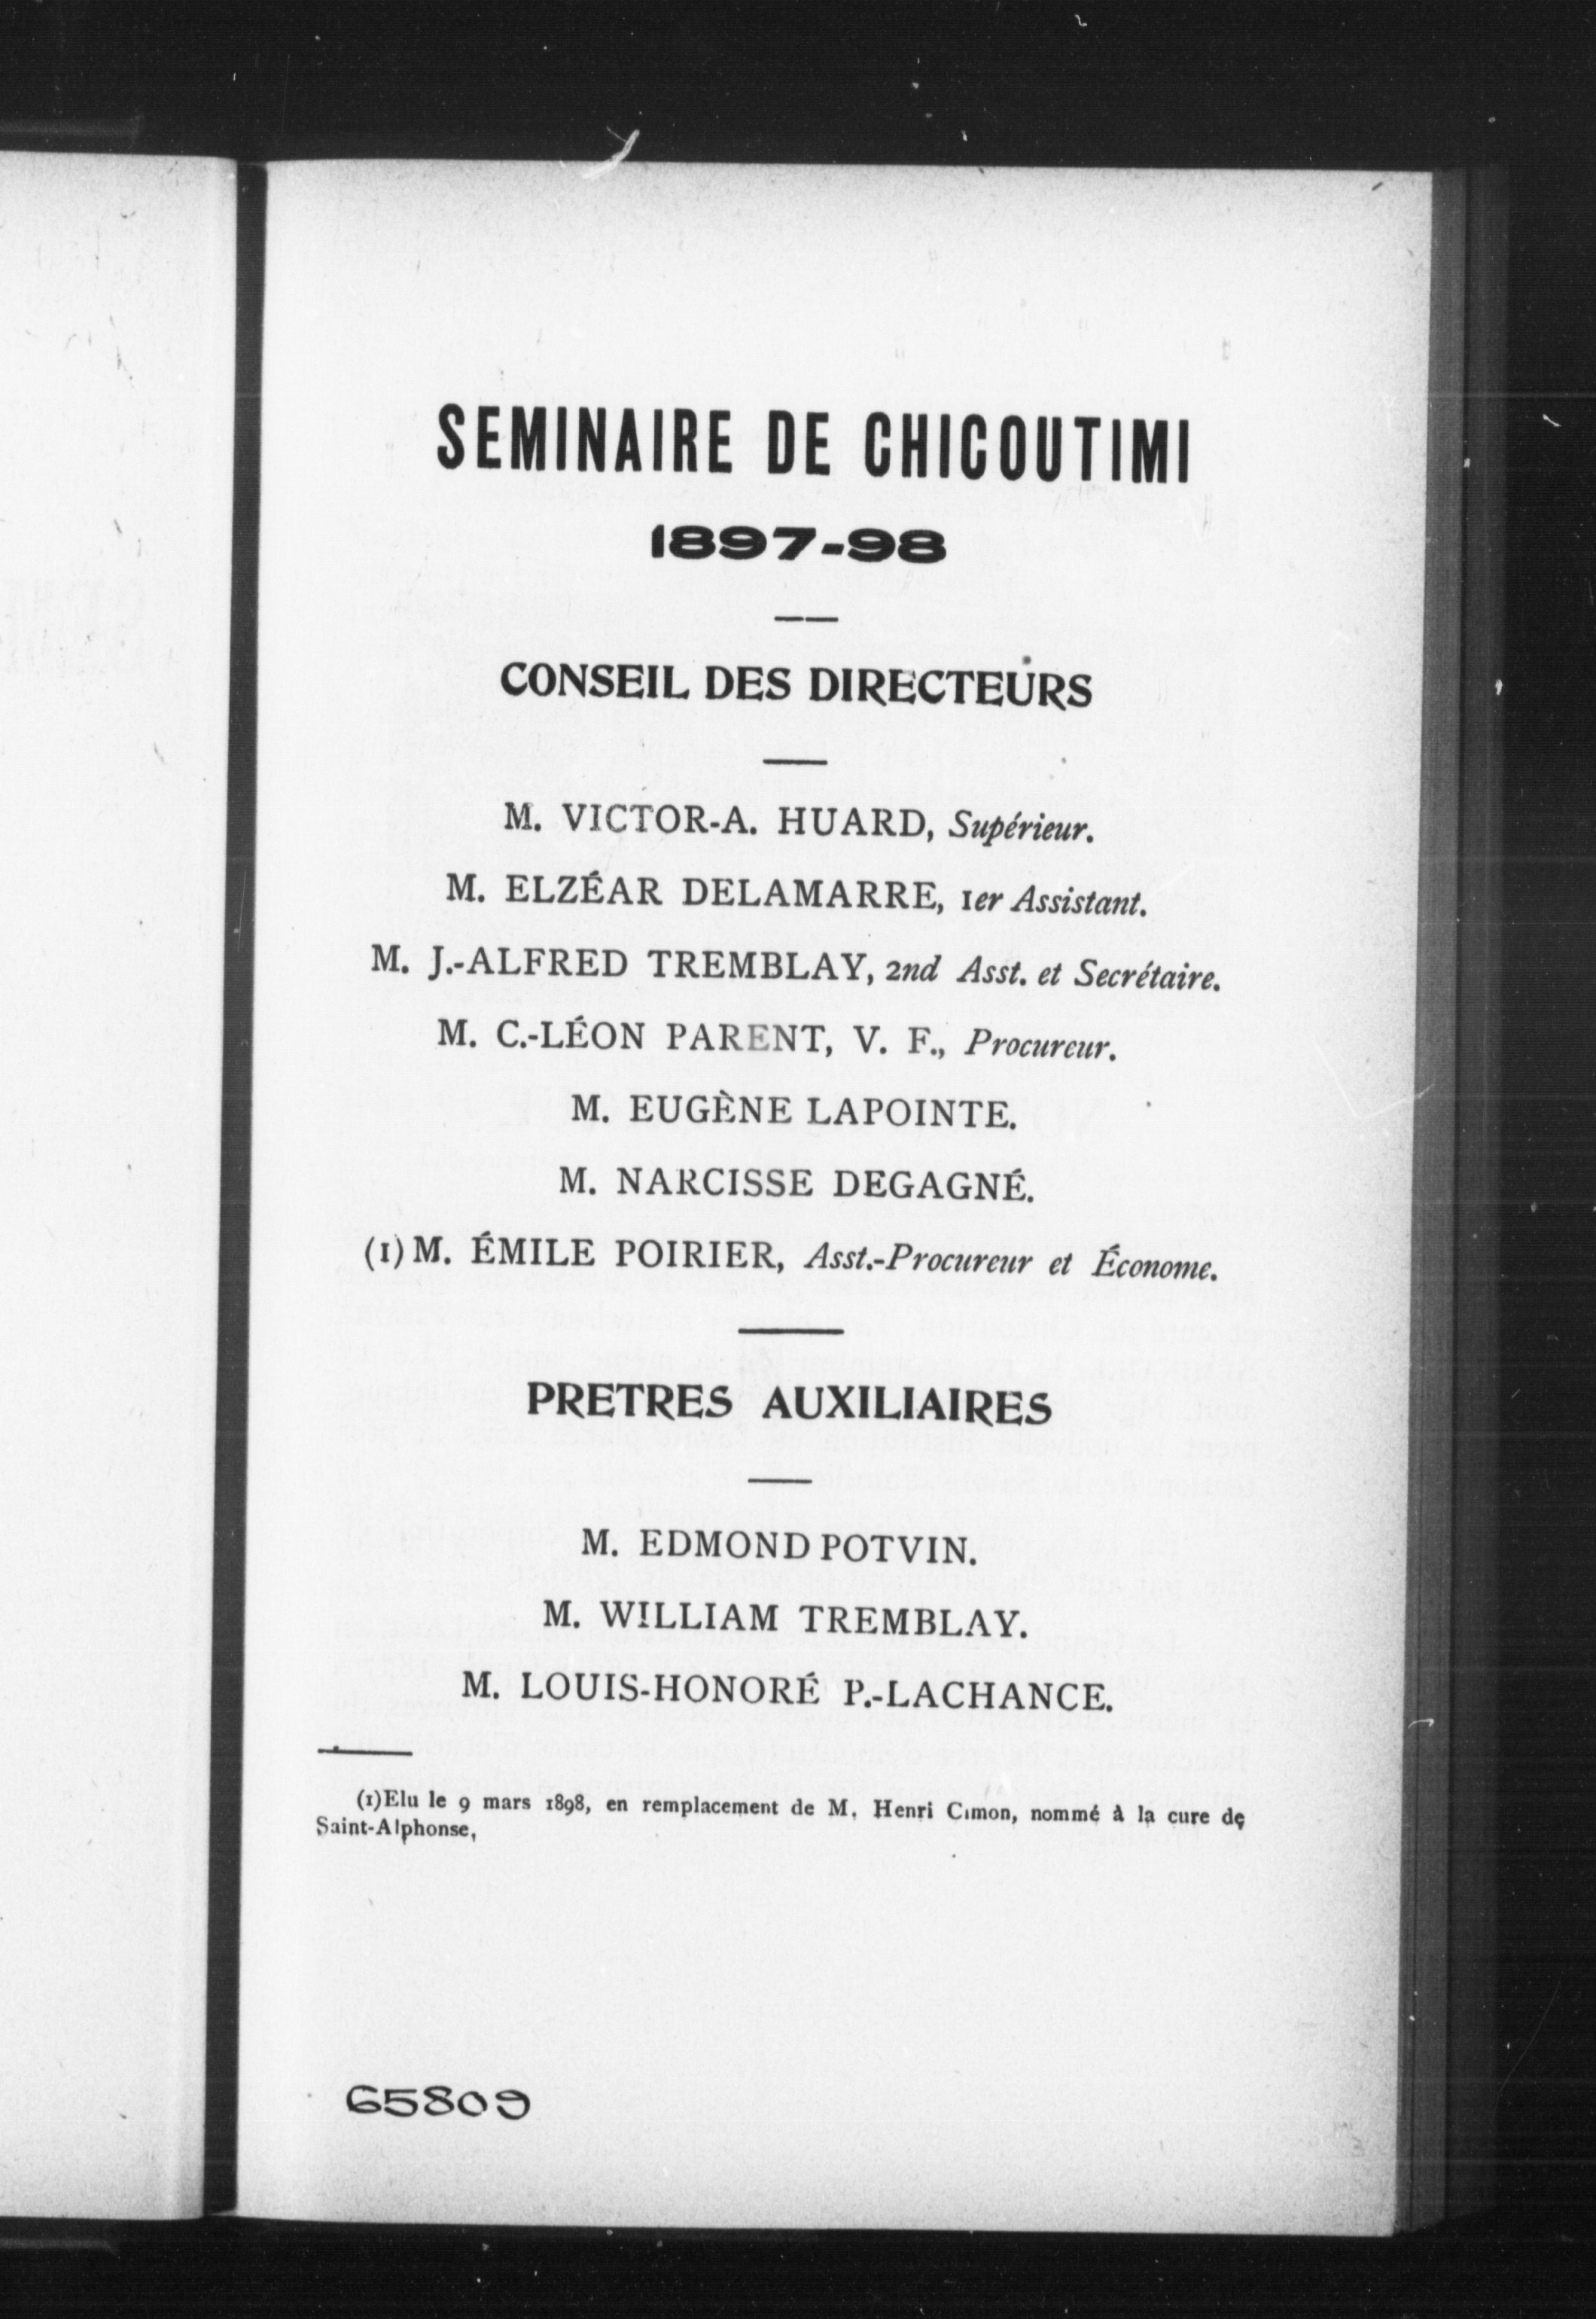 SEMINAIRE DE CHICOUTIMI
1897-98
CONSEIL DES DIRECTEURS
M. VICTOR-A. HUARD, Supérieur.
M. ELZÉAR DELAMARRE, 1er Assistant.
M. J.-ALFRED TREMBLAY, 2nd Asst. et Secrétaire.
M. C.-LÉON PARENT, V. F., Procureur.
M. EUGÈNE LAPOINTE.
M. NARCISSE DEGAGNÉ.
(1) M. ÉMILE POIRIER, Asst.-Procureur et Économe.
PRETRES AUXILIAIRES
M. EDMOND POTVIN.
M. WILLIAM TREMBLAY.
M. LOUIS-HONORÉ P.-LACHANCE.
(1) Elu le 9 mars 1898, en remplacement de M. Henri Cimon, nommé à la cure de
Saint-Alphonse,
65809